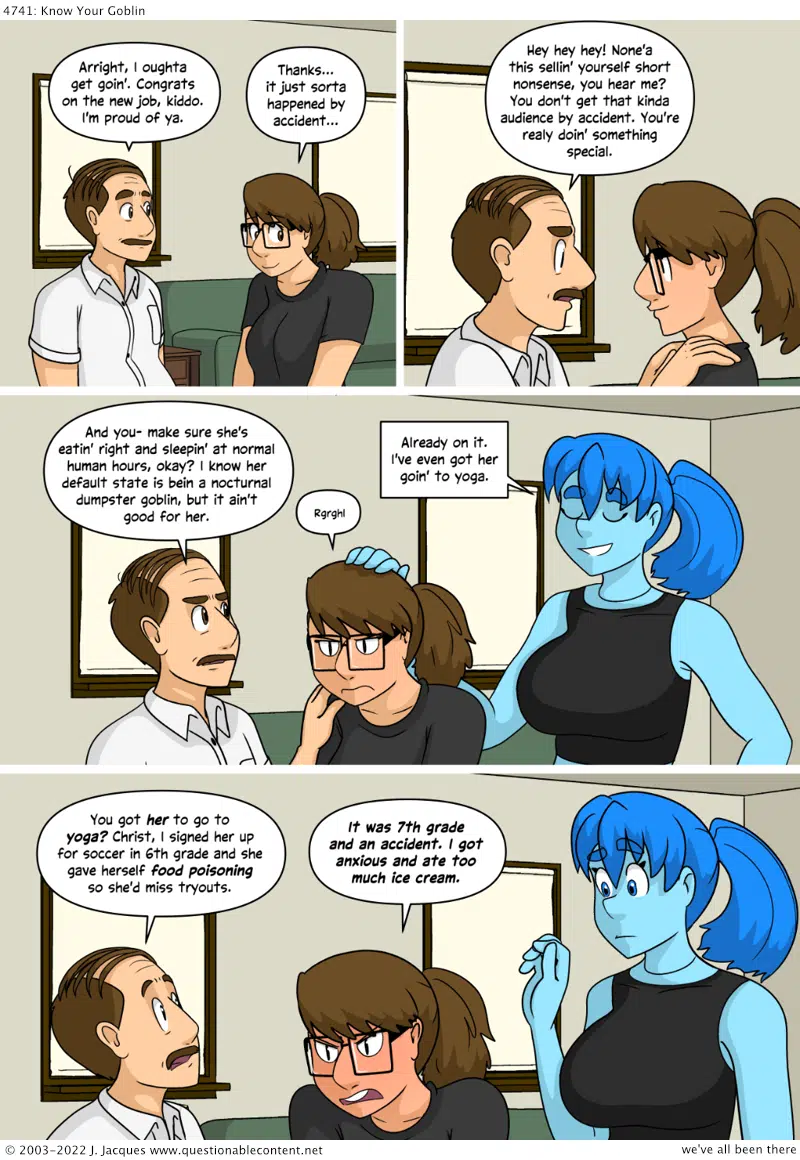 4741: Know Your Goblin
Arright, I oughta
get goin'. Congrats
on the new job, kiddo.
I'm proud of ya.
Thanks...
it just sorta
happened by
accident...
Hey hey hey! None'a
this sellin' yourself short
nonsense, you hear me?
You don't get that kinda
audience by accident. You're
realy doin' something
special.
And you- make sure she's
eatin' right and sleepin' at normal
human hours, okay? I know her
default state is bein a nocturnal
dumpster goblin, but it ain't
good for her.
Rgrgh!
Already on it.
I've even got her
goin' to yoga.
You got her to go to
yoga? Christ, I signed her up
for soccer in 6th grade and she
gave herself food poisoning
so she'd miss tryouts.
It was 7th grade
and an accident. I got
anxious and ate too
much ice cream.
© 2003-2022 J. Jacques www.questionablecontent.net
we've all been there